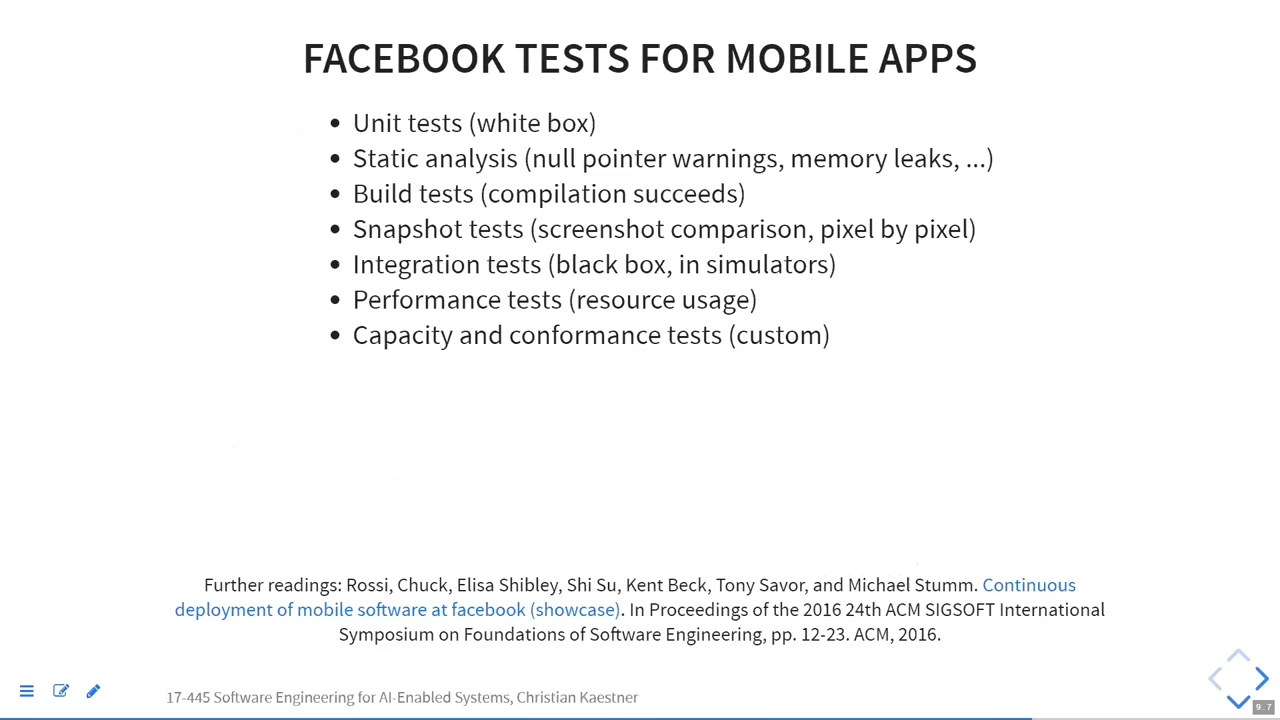 FACEBOOK TESTS FOR MOBILE APPS
• Unit tests (white box)
• Static analysis (null pointer warnings, memory leaks, ...)
• Build tests (compilation succeeds)
• Snapshot tests (screenshot comparison, pixel by pixel)
• Integration tests (black box, in simulators)
• Performance tests (resource usage)
• Capacity and conformance tests (custom)
Further readings: Rossi, Chuck, Elisa Shibley, Shi Su, Kent Beck, Tony Savor, and Michael Stumm. Continuous
deployment of mobile software at facebook (showcase). In Proceedings of the 2016 24th ACM SIGSOFT International
Symposium on Foundations of Software Engineering, pp. 12-23. ACM, 2016.
17-445 Software Engineering for AI-Enabled Systems, Christian Kaestner
9.7